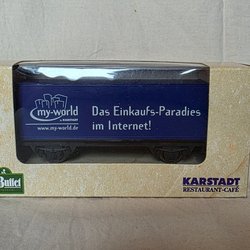 my-world
www.my-world.de
Das Einkaufs-Paradies
im Internet!
Buffet
KARSTADT
RESTAURANT-CAFÉ